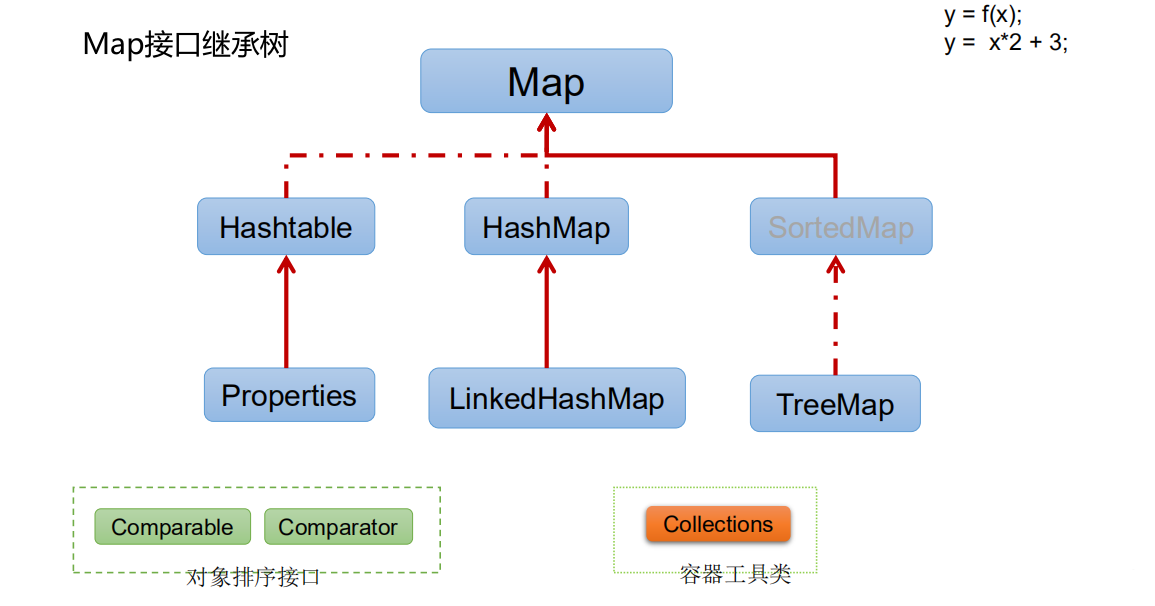 y = f(x);
y = x*2 + 3;
Map接口继承树
Map
Hashtable
HashMap
SortedMap
Properties
LinkedHashMap
TreeMap
Comparable
Comparator
Collections
对象排序接口
容器工具类